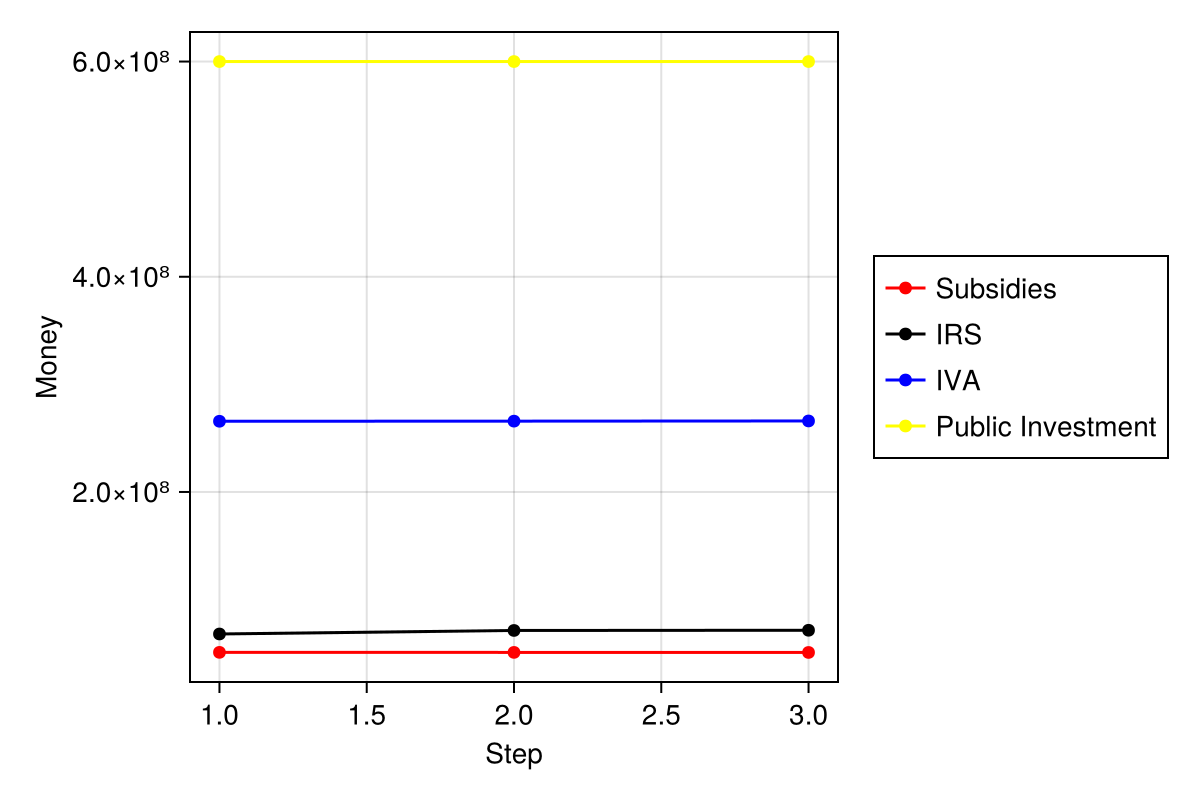 6.0×10⁸
4.0×10⁸
2.0×10⁸
Money
1.0 1.5 2.0 2.5 3.0
Step
Subsidies
IRS
IVA
Public Investment